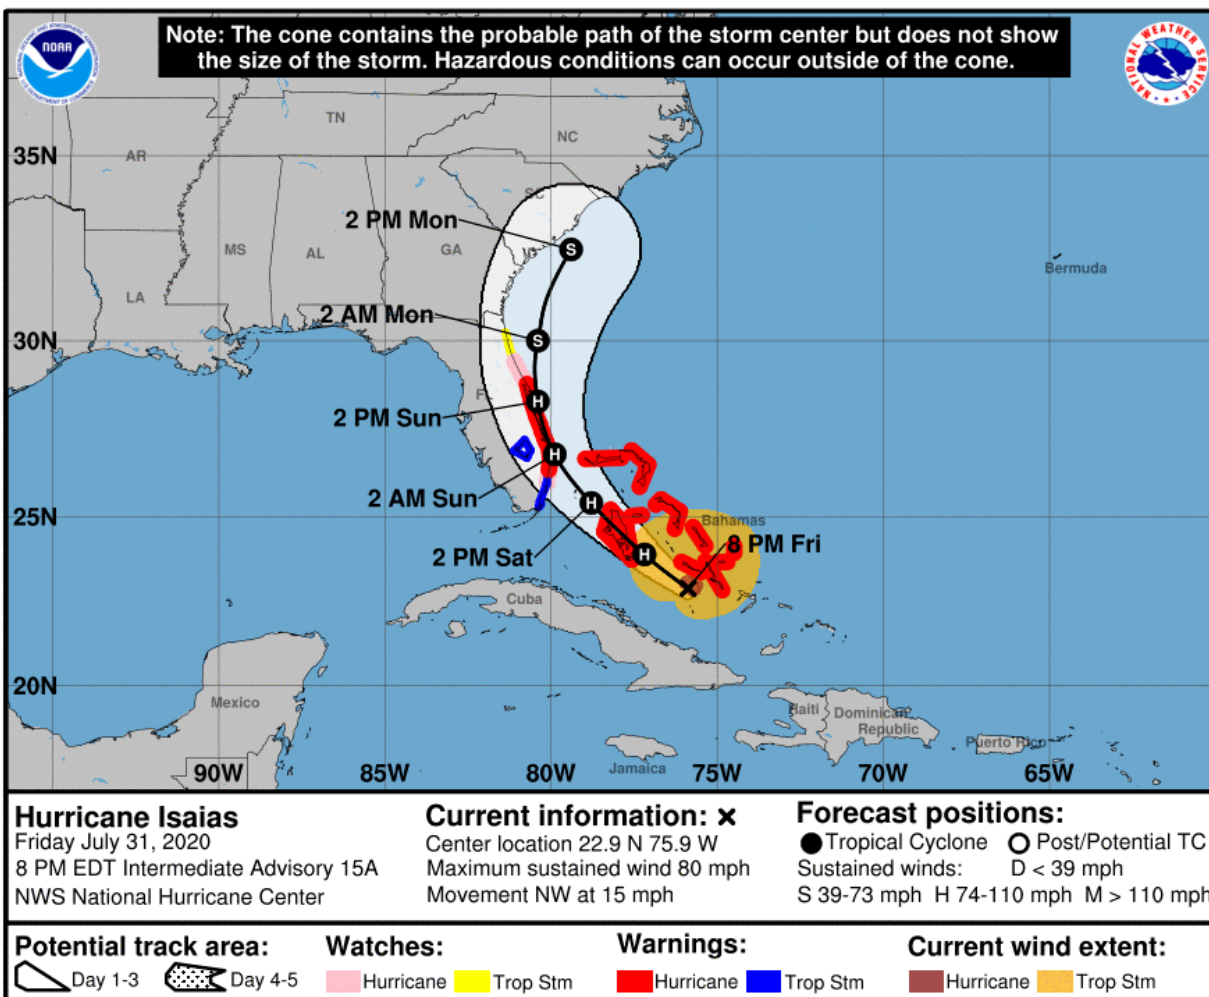 Note: The cone contains the probable path of the storm center but does not show
the size of the storm. Hazardous conditions can occur outside of the cone.
NOAA
NATIONAL WEATHER SERVICE
TN
NC
35N
AR
SC
2 PM Mon
MS
AL
GA
Bermuda
LA
2 AM Mon
30N
2 PM Sun
2 AM Sun
25N
Bahamas
8 PM Fri
2 PM Sat
Cuba
20N
Mexico
Haiti
Dominican
Republic
Puerto Rico
Jamaica
90W 85W 80W 75W 70W 65W
S
S
H
H
H
H
Hurricane Isaias
Friday July 31, 2020
8 PM EDT Intermediate Advisory 15A
NWS National Hurricane Center
Current information: ×
Center location 22.9 N 75.9 W
Maximum sustained wind 80 mph
Movement NW at 15 mph
Forecast positions:
Tropical Cyclone Post/Potential TC
Sustained winds: D < 39 mph
S 39-73 mph H 74-110 mph M > 110 mph
Potential track area:
Day 1-3 Day 4-5
Watches:
Hurricane Trop Stm
Warnings:
Hurricane Trop Stm
Current wind extent:
Hurricane Trop Stm